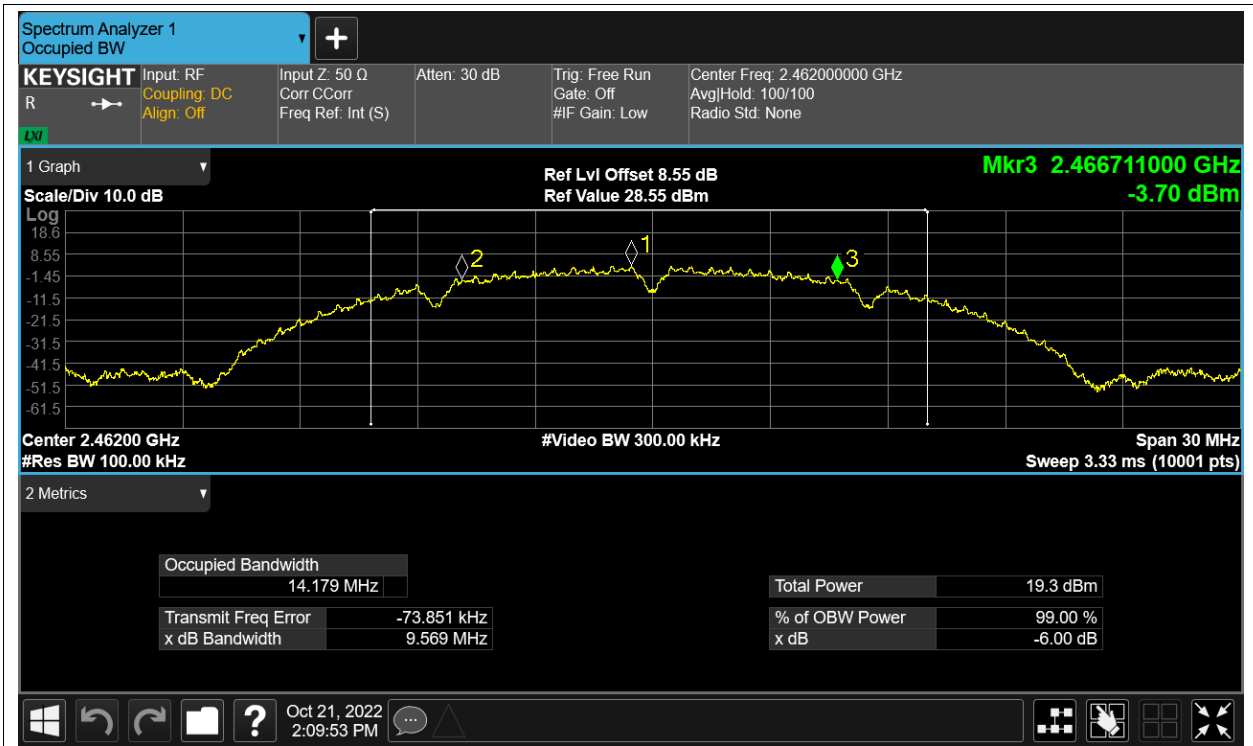 Spectrum Analyzer 1
Occupied BW
KEYSIGHT
R
LXI
Input: RF
Coupling: DC
Align: Off
Input Z: 50 Ω
Corr CCorr
Freq Ref: Int (S)
Atten: 30 dB
Trig: Free Run
Gate: Off
#IF Gain: Low
Center Freq: 2.462000000 GHz
Avg|Hold: 100/100
Radio Std: None
1 Graph
Scale/Div 10.0 dB
Ref Lvl Offset 8.55 dB
Ref Value 28.55 dBm
Mkr3 2.466711000 GHz
-3.70 dBm
Log
18.6
8.55
-1.45
-11.5
-21.5
-31.5
-41.5
-51.5
-61.5
2
1
3
Center 2.46200 GHz
#Video BW 300.00 kHz
Span 30 MHz
#Res BW 100.00 kHz
Sweep 3.33 ms (10001 pts)
2 Metrics
Occupied Bandwidth
14.179 MHz
Transmit Freq Error -73.851 kHz
x dB Bandwidth 9.569 MHz
Total Power 19.3 dBm
% of OBW Power 99.00 %
x dB -6.00 dB
?
Oct 21, 2022
2:09:53 PM